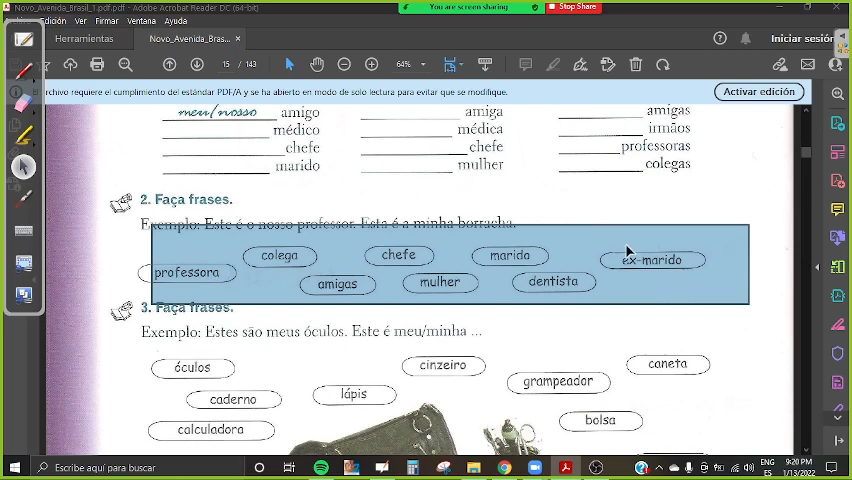 Novo_Avenida_Brasil_1.pdf.pdf - Adobe Acrobat Reader DC (64-bit)
You are screen sharing
Stop Share
Edición Ver Firmar Ventana Ayuda
Herramientas
Novo_Avenida_Bras... ×
Iniciar sesión
15 / 143
64%
archivo requiere el cumplimiento del estándar PDF/A y se ha abierto en modo de solo lectura para evitar que se modifique.
Activar edición
meu/nosso amigo amiga amigas
médico médica irmãos
chefe chefe professoras
marido mulher colegas
2. Faça frases.
Exemplo: Este é o nosso professor. Esta é a minha borracha.
colega chefe marida ex-marido
professora amigas mulher dentista
3. Faça frases.
Exemplo: Estes são meus óculos. Este é meu/minha ...
óculos cinzeiro caneta
caderno lápis grampeador
calculadora bolsa
Escribe aquí para buscar
ENG
ES
9:20 PM
1/13/2022